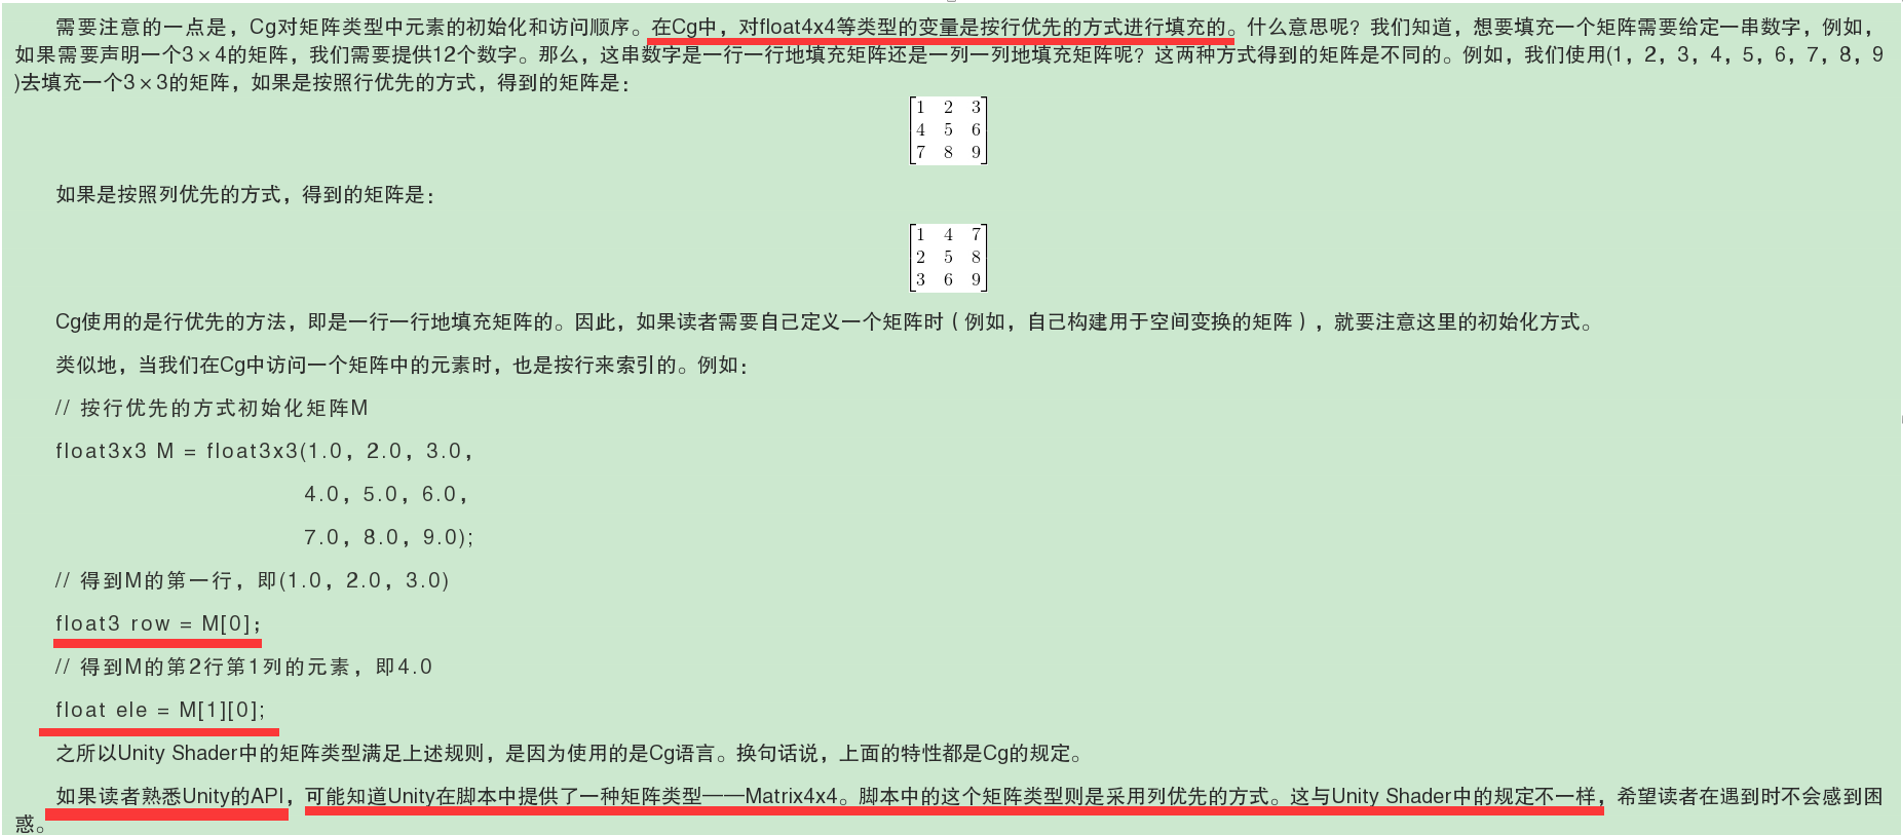 需要注意的一点是，Cg对矩阵类型中元素的初始化和访问顺序。在Cg中，对float4x4等类型的变量是按行优先的方式进行填充的。什么意思呢？我们知道，想要填充一个矩阵需要给定一串数字，例如，
如果需要声明一个3×4的矩阵，我们需要提供12个数字。那么，这串数字是一行一行地填充矩阵还是一列一列地填充矩阵呢？这两种方式得到的矩阵是不同的。例如，我们使用(1，2，3，4，5，6，7，8，9
)去填充一个3×3的矩阵，如果是按照行优先的方式，得到的矩阵是：
1 2 3
4 5 6
7 8 9
如果是按照列优先的方式，得到的矩阵是：
1 4 7
2 5 8
3 6 9
Cg使用的是行优先的方法，即是一行一行地填充矩阵的。因此，如果读者需要自己定义一个矩阵时（例如，自己构建用于空间变换的矩阵），就要注意这里的初始化方式。
类似地，当我们在Cg中访问一个矩阵中的元素时，也是按行来索引的。例如：
// 按行优先的方式初始化矩阵M
float3x3 M = float3x3(1.0，2.0，3.0，
4.0，5.0，6.0，
7.0，8.0，9.0);
// 得到M的第一行，即(1.0，2.0，3.0)
float3 row = M[0];
// 得到M的第2行第1列的元素，即4.0
float ele = M[1][0];
之所以Unity Shader中的矩阵类型满足上述规则，是因为使用的是Cg语言。换句话说，上面的特性都是Cg的规定。
如果读者熟悉Unity的API，可能知道Unity在脚本中提供了一种矩阵类型——Matrix4x4。脚本中的这个矩阵类型则是采用列优先的方式。这与Unity Shader中的规定不一样，希望读者在遇到时不会感到困
惑。